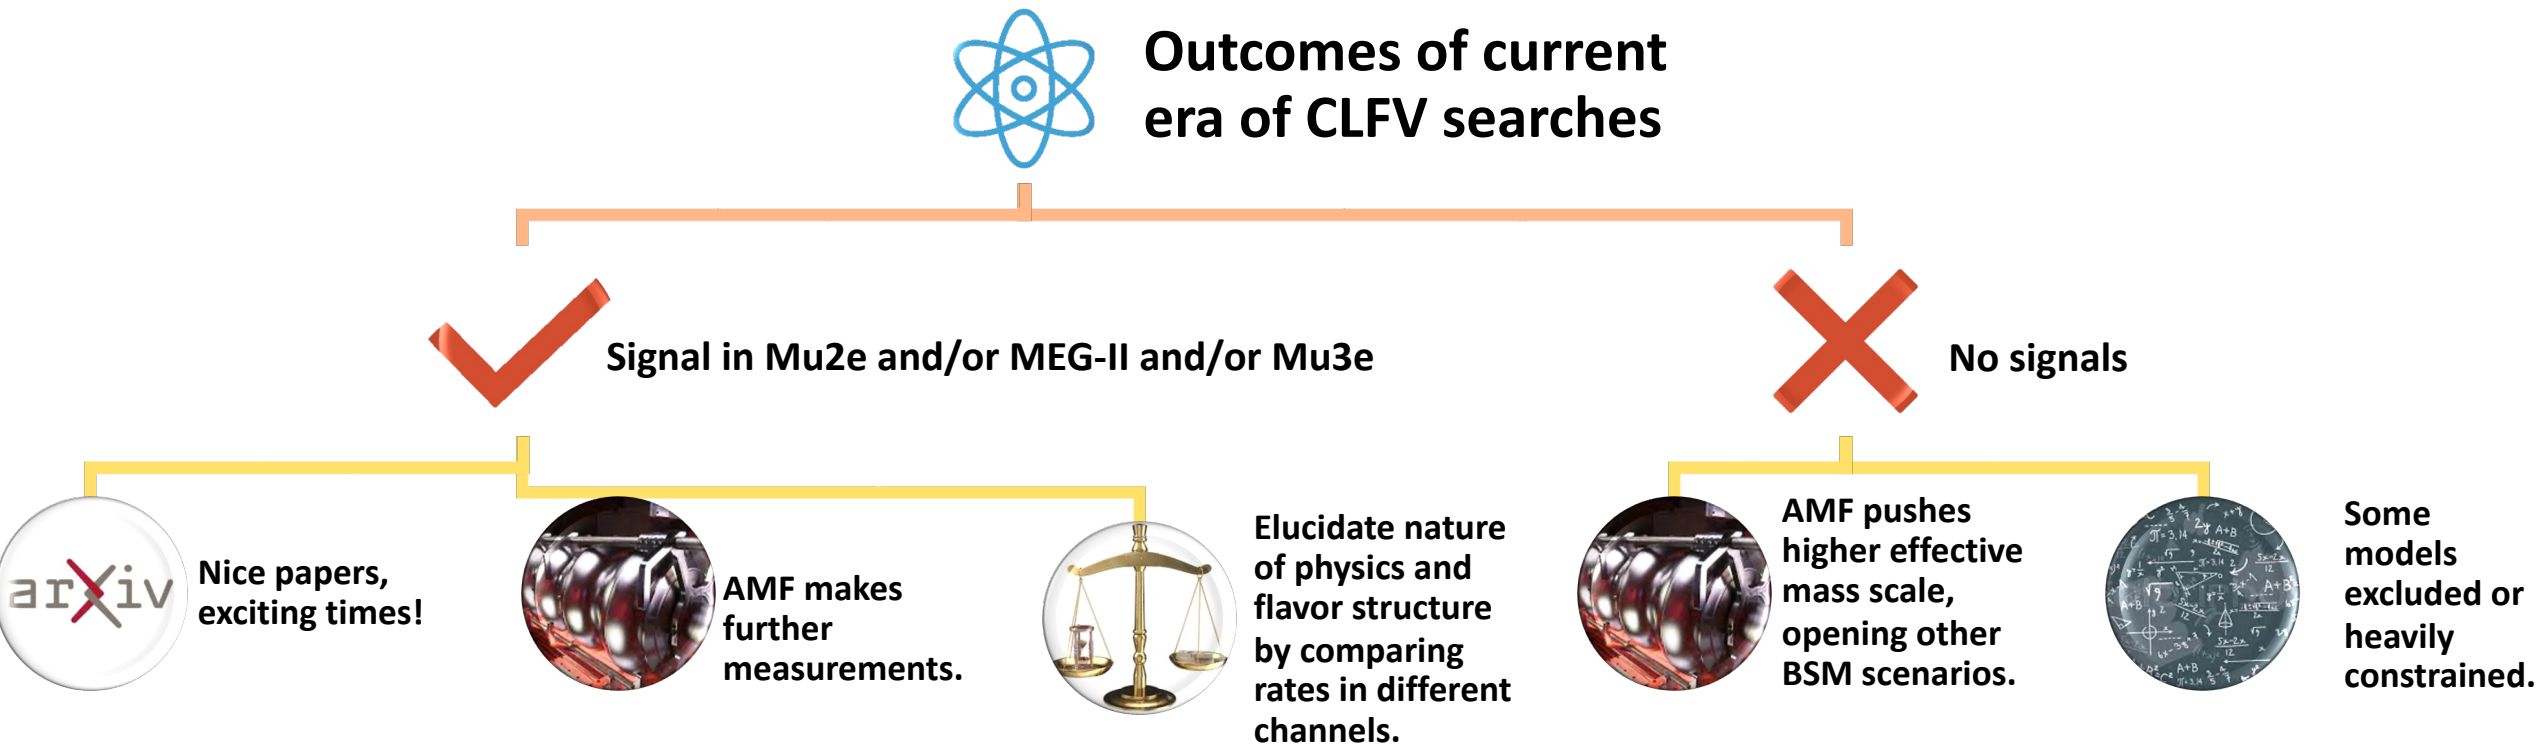 Outcomes of current
era of CLFV searches
Signal in Mu2e and/or MEG-II and/or Mu3e
No signals
arXiv
Nice papers,
exciting times!
AMF makes
further
measurements.
Elucidate nature
of physics and
flavor structure
by comparing
rates in different
channels.
AMF pushes
higher effective
mass scale,
opening other
BSM scenarios.
Some
models
excluded or
heavily
constrained.